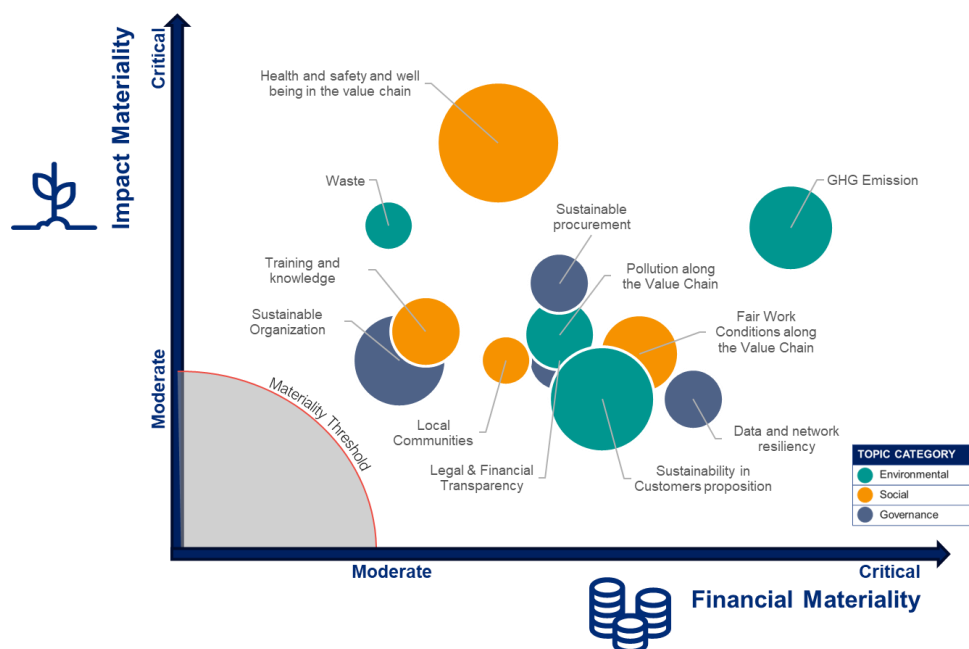 Critical
Impact Materiality
Moderate
Health and safety and well
being in the value chain
Waste
GHG Emission
Sustainable
procurement
Training and
knowledge
Pollution along
the Value Chain
Sustainable
Organization
Fair Work
Conditions along
the Value Chain
Materiality Threshold
Local
Communities
Data and network
resiliency
Legal & Financial
Transparency
Sustainability in
Customers proposition
TOPIC CATEGORY
Environmental
Social
Governance
Moderate
Critical
Financial Materiality